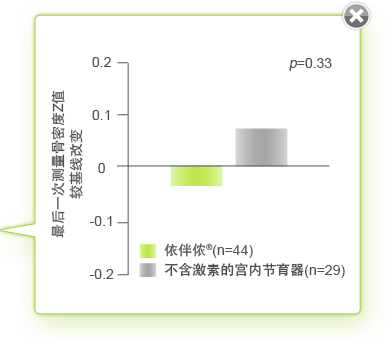 0.2
p=0.33
0.1
0
-0.1
-0.2
最后一次测量骨密度Z值
较基线改变
依伴侬®(n=44)
不含激素的宫内节育器(n=29)